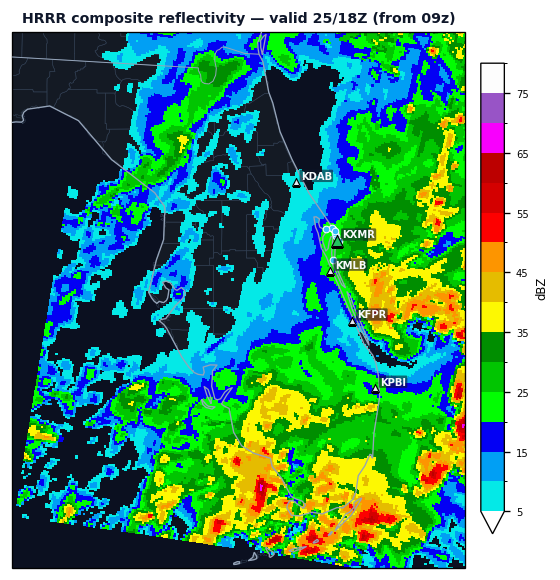 HRRR composite reflectivity — valid 25/18Z (from 09z)
KDAB
KXMR
KMLB
KFPR
KPBI
75
65
55
45
35
25
15
5
dBZ